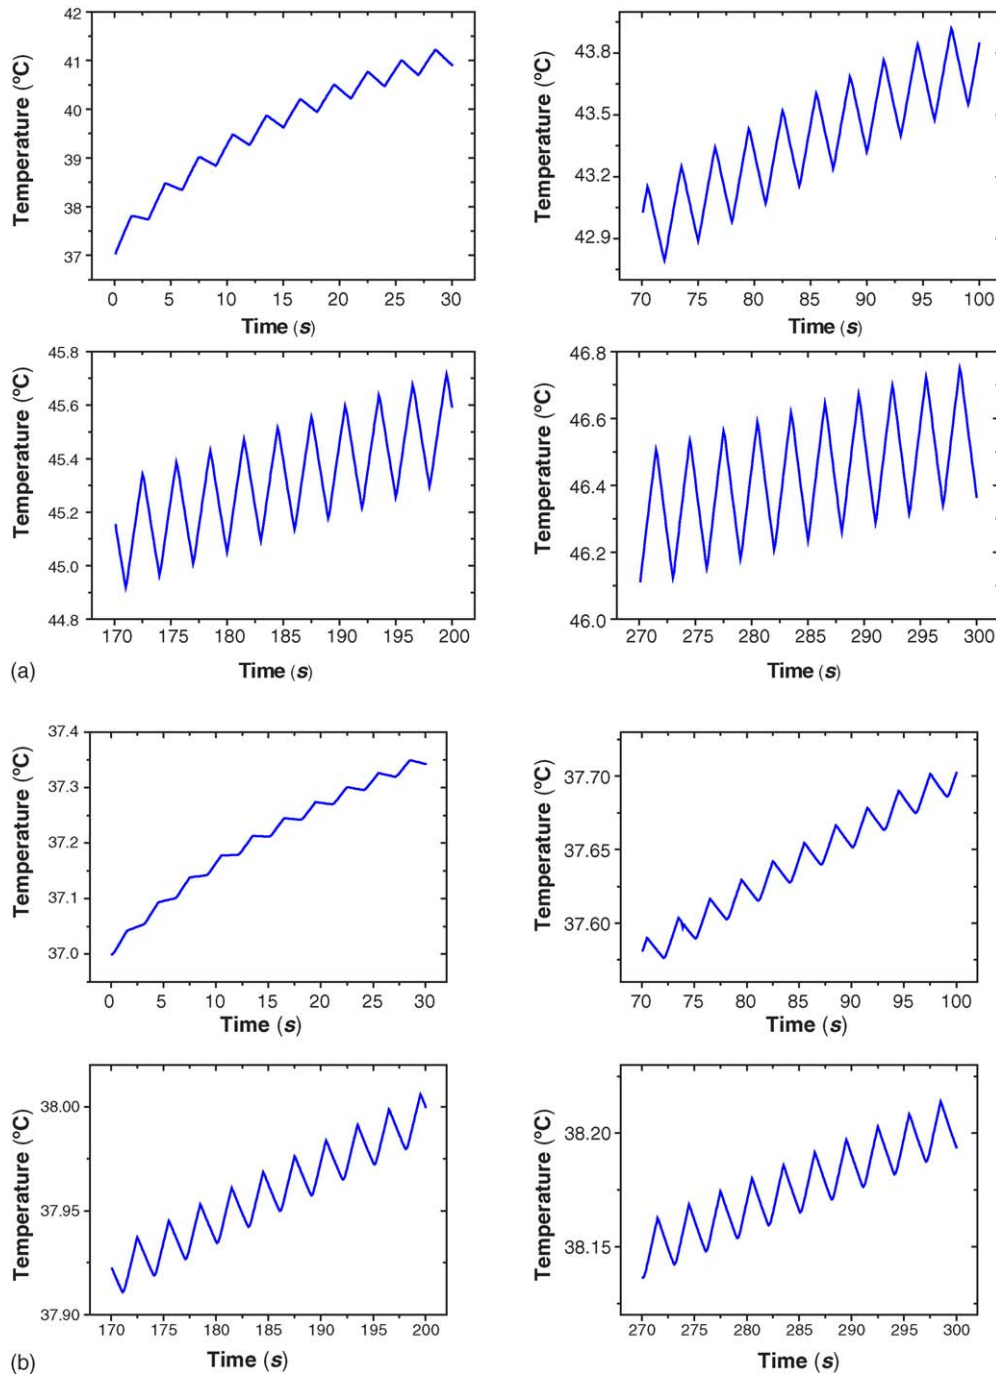 42
41
40
39
38
37
Temperature (°C)
0 5 10 15 20 25 30
Time (s)
43.8
43.5
43.2
42.9
Temperature (°C)
70 75 80 85 90 95 100
Time (s)
45.8
45.6
45.4
45.2
45.0
44.8
Temperature (°C)
170 175 180 185 190 195 200
Time (s)
46.8
46.6
46.4
46.2
46.0
Temperature (°C)
270 275 280 285 290 295 300
Time (s)
(a)
37.4
37.3
37.2
37.1
37.0
Temperature (°C)
0 5 10 15 20 25 30
Time (s)
37.70
37.65
37.60
Temperature (°C)
70 75 80 85 90 95 100
Time (s)
38.00
37.95
37.90
Temperature (°C)
170 175 180 185 190 195 200
Time (s)
38.20
38.15
Temperature (°C)
270 275 280 285 290 295 300
Time (s)
(b)